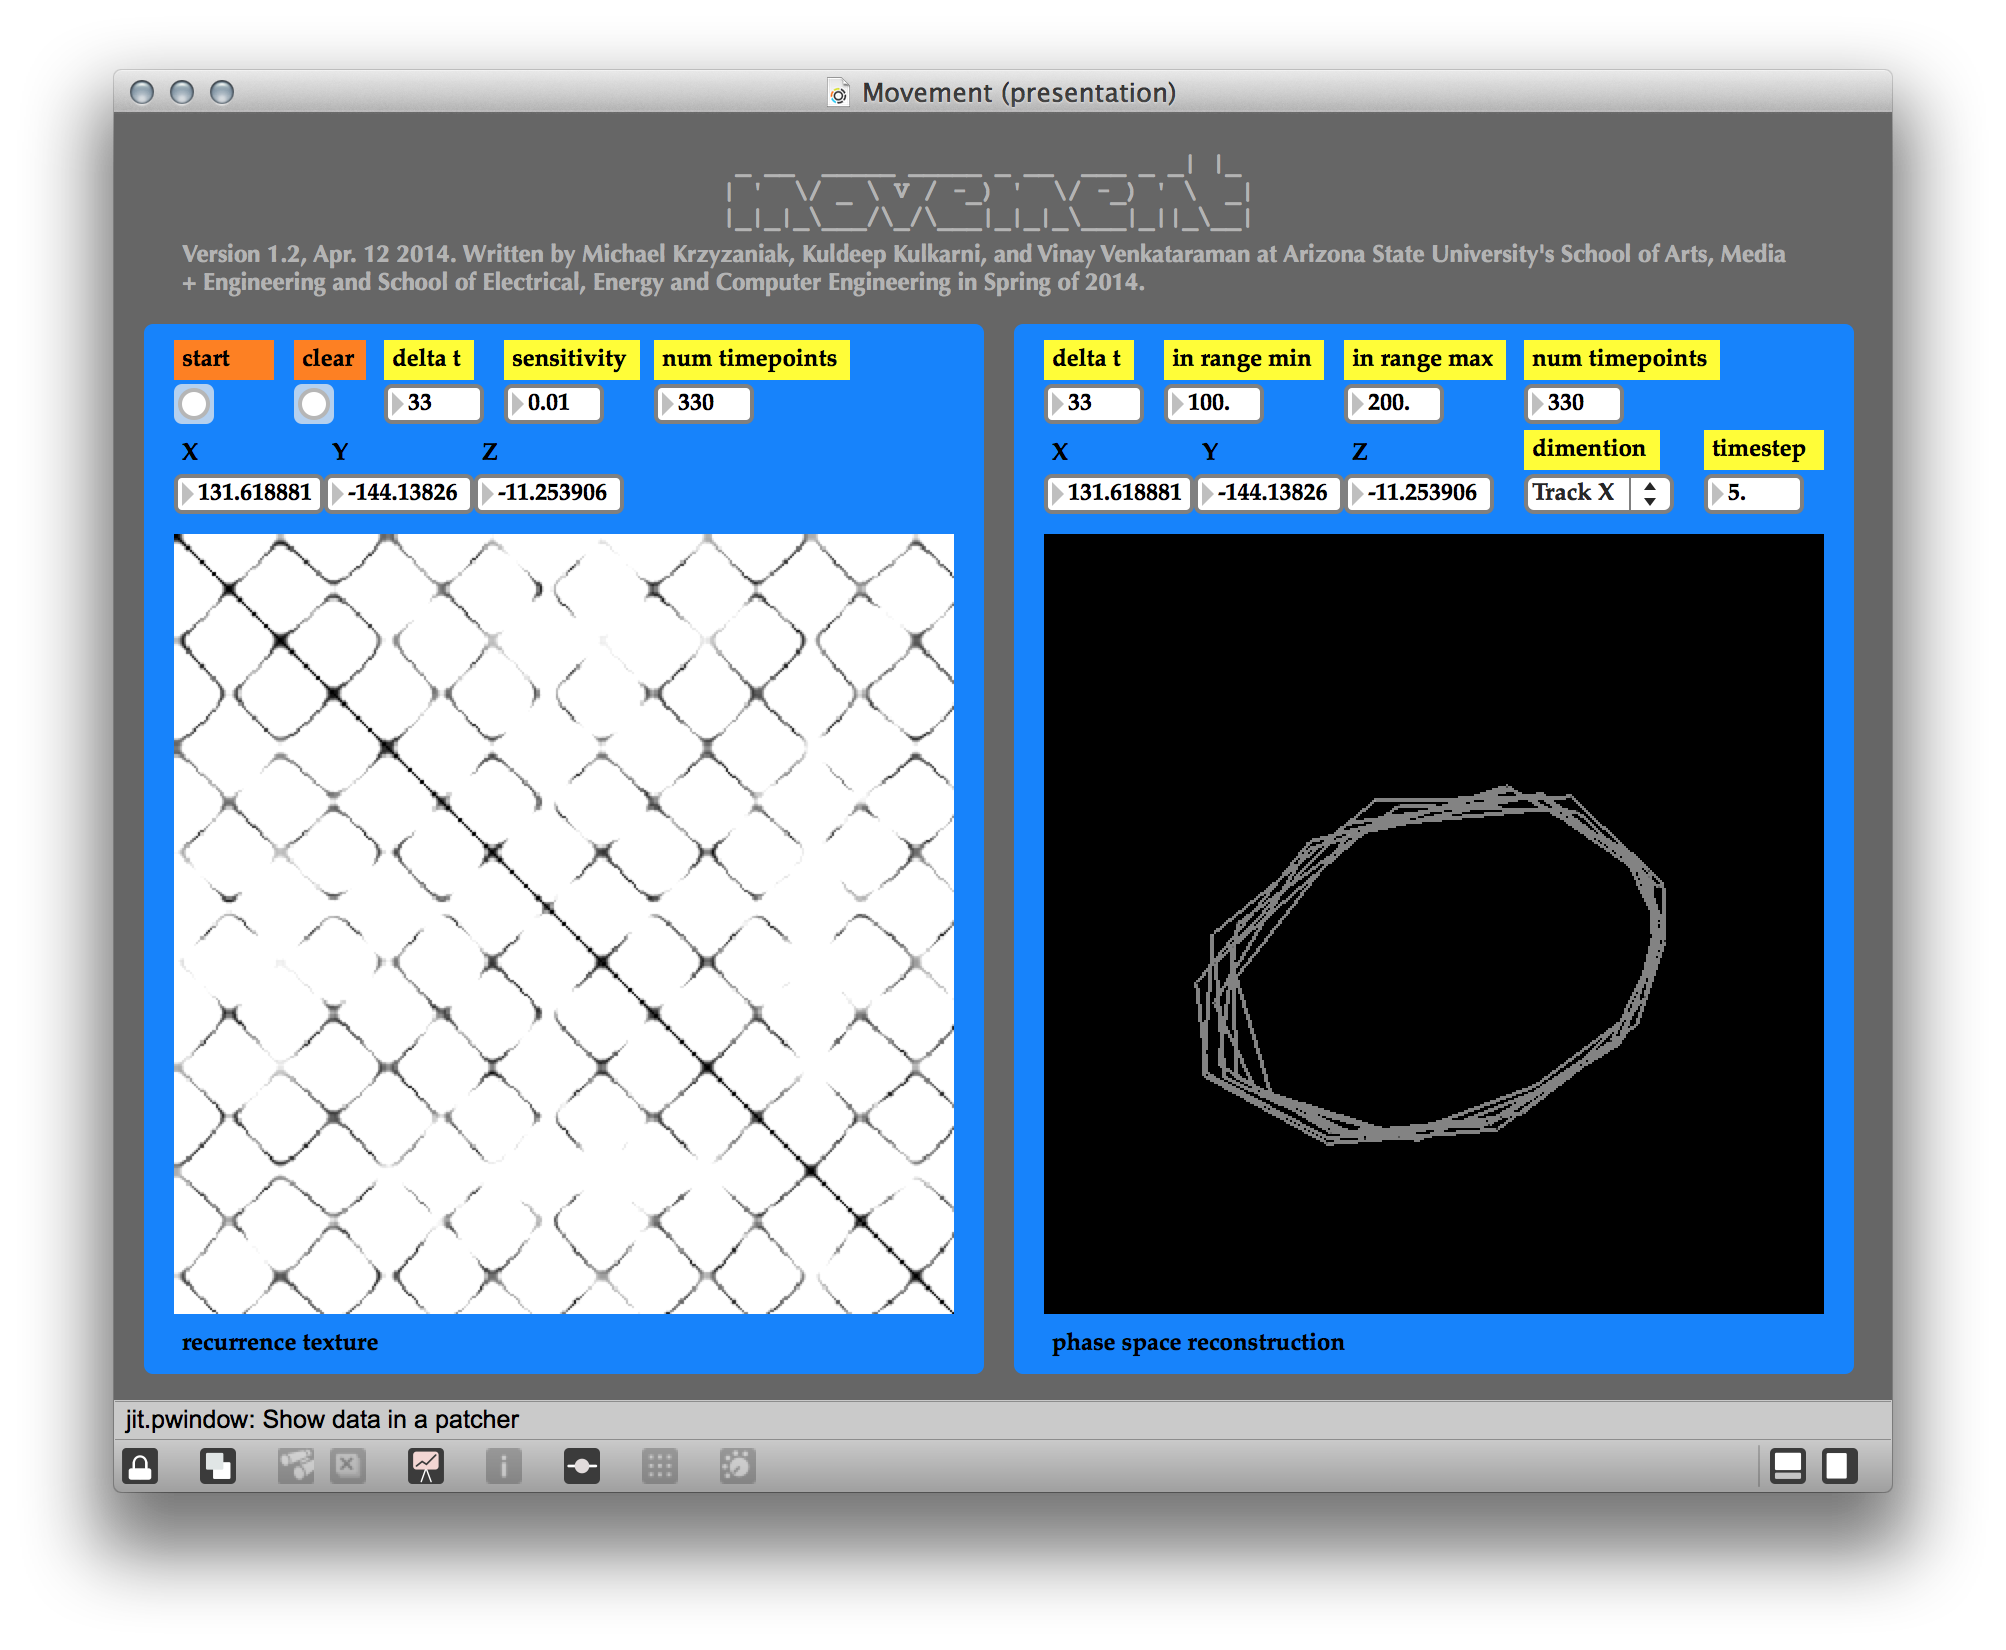 Movement (presentation)
movement
Version 1.2, Apr. 12 2014. Written by Michael Krzyzaniak, Kuldeep Kulkarni, and Vinay Venkataraman at Arizona State University's School of Arts, Media
+ Engineering and School of Electrical, Energy and Computer Engineering in Spring of 2014.
start clear delta t sensitivity num timepoints
33 0.01 330
X Y Z
131.618881 -144.13826 -11.253906
recurrence texture
delta t in range min in range max num timepoints
33 100. 200. 330
X Y Z dimention timestep
131.618881 -144.13826 -11.253906 Track X 5.
phase space reconstruction
jit.pwindow: Show data in a patcher